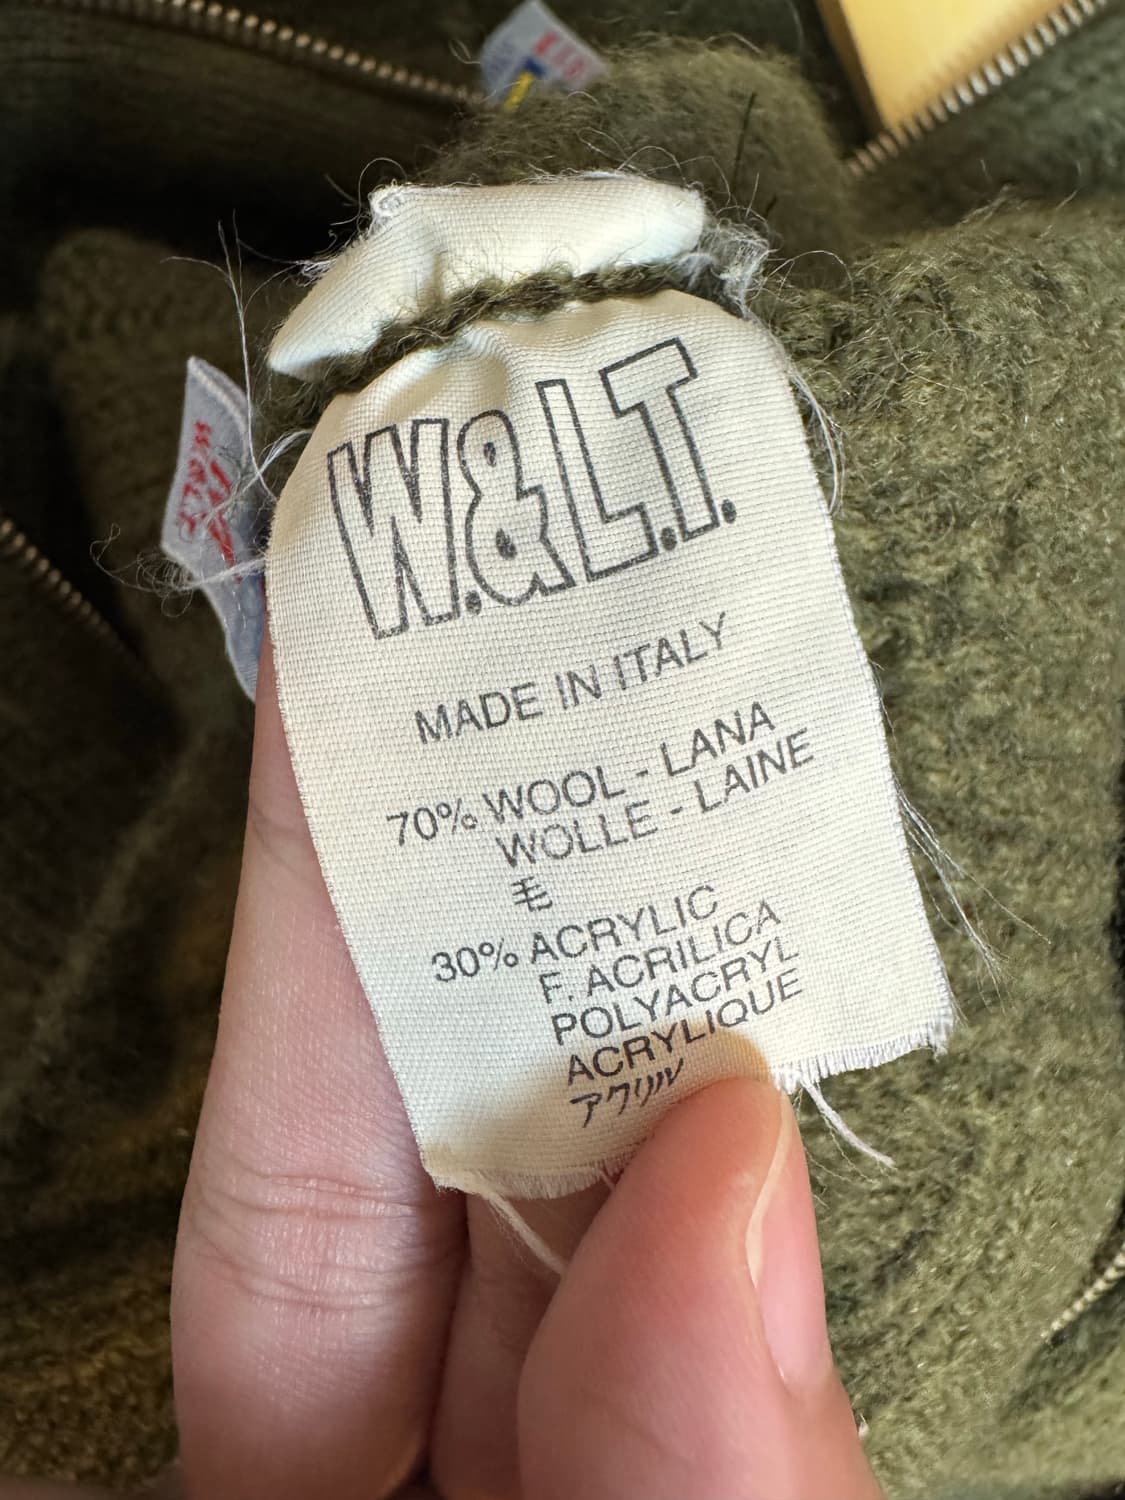 W.&L.T.
MADE IN ITALY
70% WOOL - LANA
WOLLE - LAINE
毛
30% ACRYLIC
F. ACRILICA
POLYACRYL
ACRYLIQUE
アクリル